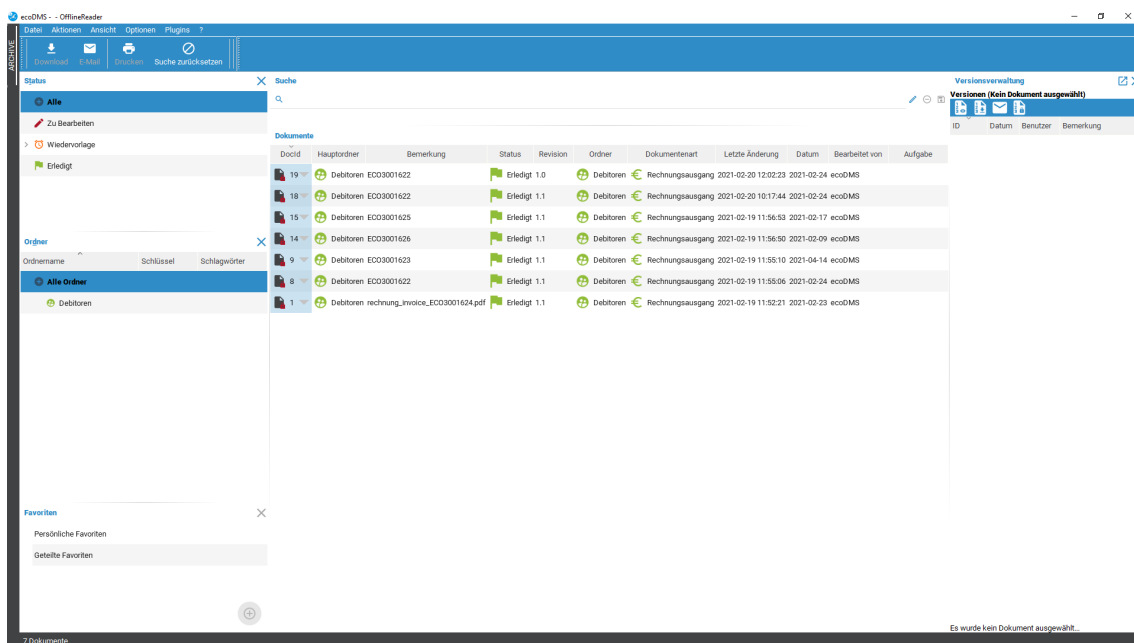 ecoDMS - - OfflineReader
Datei Aktionen Ansicht Optionen Plugins ?
ARCHIVE
Download E-Mail Drucken Suche zurücksetzen
Status
Alle
Zu Bearbeiten
Wiedervorlage
Erledigt
Ordner
Ordnername Schlüssel Schlagwörter
Alle Ordner
Debitoren
Favoriten
Persönliche Favoriten
Geteilte Favoriten
Suche
Dokumente
DocId Hauptordner Bemerkung Status Revision Ordner Dokumentenart Letzte Änderung Datum Bearbeitet von Aufgabe
19 Debitoren ECO3001622 Erledigt 1.0 Debitoren Rechnungsausgang 2021-02-20 12:02:23 2021-02-24 ecoDMS
18 Debitoren ECO3001622 Erledigt 1.1 Debitoren Rechnungsausgang 2021-02-20 10:17:44 2021-02-24 ecoDMS
15 Debitoren ECO3001625 Erledigt 1.1 Debitoren Rechnungsausgang 2021-02-19 11:56:53 2021-02-17 ecoDMS
14 Debitoren ECO3001626 Erledigt 1.1 Debitoren Rechnungsausgang 2021-02-19 11:56:50 2021-02-09 ecoDMS
9 Debitoren ECO3001623 Erledigt 1.1 Debitoren Rechnungsausgang 2021-02-19 11:55:10 2021-04-14 ecoDMS
8 Debitoren ECO3001622 Erledigt 1.1 Debitoren Rechnungsausgang 2021-02-19 11:55:06 2021-02-24 ecoDMS
1 Debitoren rechnung_invoice_ECO3001624.pdf Erledigt 1.1 Debitoren Rechnungsausgang 2021-02-19 11:52:21 2021-02-23 ecoDMS
Versionsverwaltung
Versionen (Kein Dokument ausgewählt)
ID Datum Benutzer Bemerkung
Es wurde kein Dokument ausgewählt...
7 Dokumente